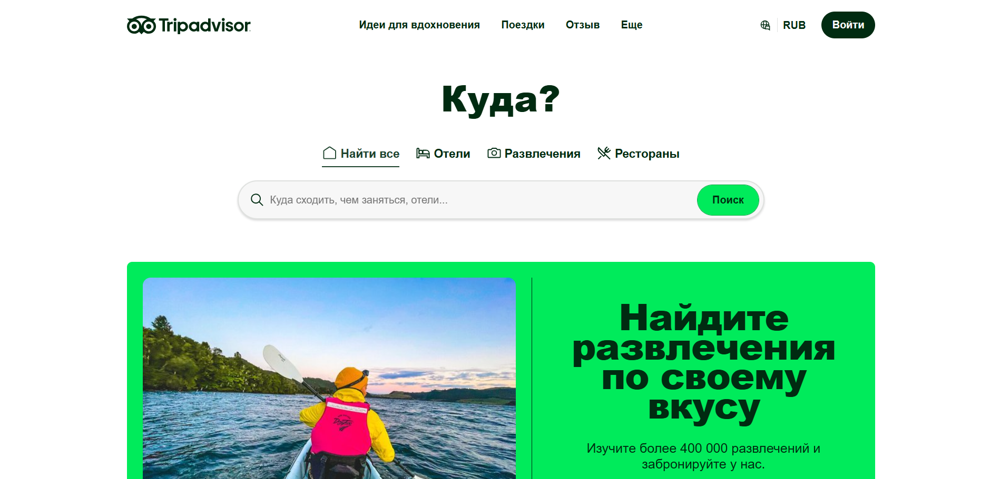 Tripadvisor
Идеи для вдохновения
Поездки
Отзыв
Еще
RUB
Войти
Куда?
Найти все
Отели
Развлечения
Рестораны
Куда сходить, чем заняться, отели...
Поиск
Найдите
развлечения
по своему
вкусу
Изучите более 400 000 развлечений и
забронируйте у нас.